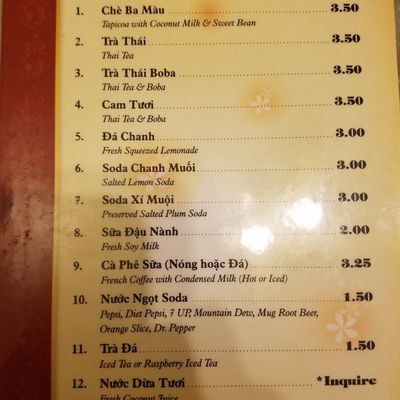 1. Chè Ba Màu 3.50
Tapicoa with Coconut Milk & Sweet Bean
2. Trà Thái 3.50
Thai Tea
3. Trà Thái Boba 3.50
Thai Tea & Boba
4. Cam Tươi 3.50
Thai Tea & Boba
5. Đá Chanh 3.00
Fresh Squeezed Lemonade
6. Soda Chanh Muối 3.00
Salted Lemon Soda
7. Soda Xí Muội 3.00
Preserved Salted Plum Soda
8. Sữa Đậu Nành 2.00
Fresh Soy Milk
9. Cà Phê Sữa (Nóng hoặc Đá) 3.25
French Coffee with Condensed Milk (Hot or Iced)
10. Nước Ngọt Soda 1.50
Pepsi, Diet Pepsi, 7 UP, Mountain Dew, Mug Root Beer,
Orange Slice, Dr. Pepper
11. Trà Đá 1.50
Iced Tea or Raspberry Iced Tea
12. Nước Dừa Tươi *Inquire
Fresh Coconut Juice